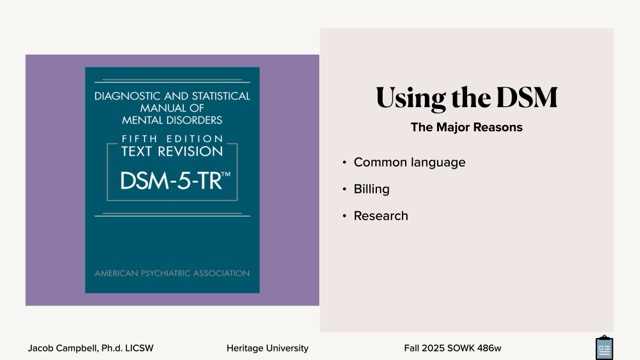 DIAGNOSTIC AND STATISTICAL
MANUAL OF
MENTAL DISORDERS
FIFTH EDITION
TEXT REVISION
DSM-5-TR™
AMERICAN PSYCHIATRIC ASSOCIATION
Using the DSM
The Major Reasons
• Common language
• Billing
• Research
Jacob Campbell, Ph.d. LICSW
Heritage University
Fall 2025 SOWK 486w